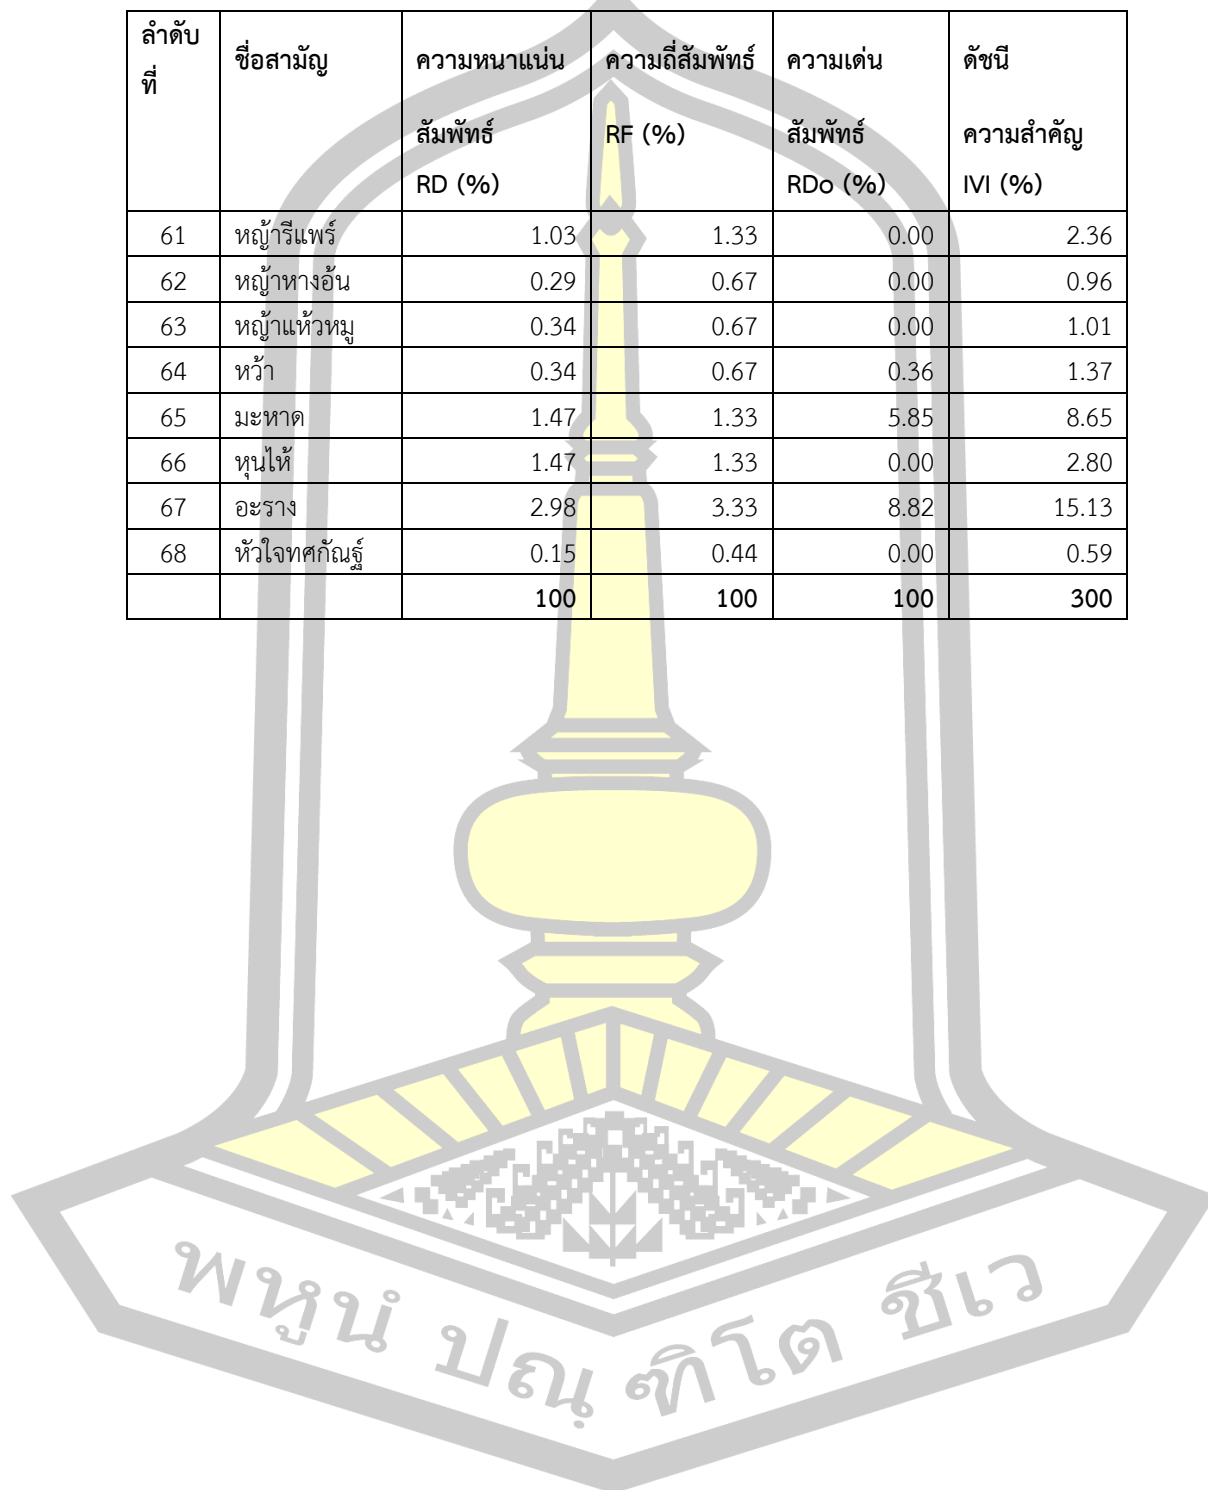 ลำดับ
ที่
ชื่อสามัญ
ความหนาแน่น
สัมพัทธ์
RD (%)
ความถี่สัมพัทธ์
RF (%)
ความเด่น
สัมพัทธ์
RDo (%)
ดัชนี
ความสำคัญ
IVI (%)
61 หญ้ารีแพร์ 1.03 1.33 0.00 2.36
62 หญ้าหางอ้น 0.29 0.67 0.00 0.96
63 หญ้าแห้วหมู 0.34 0.67 0.00 1.01
64 หว้า 0.34 0.67 0.36 1.37
65 มะหาด 1.47 1.33 5.85 8.65
66 หุนไห้ 1.47 1.33 0.00 2.80
67 อะราง 2.98 3.33 8.82 15.13
68 หัวใจทศกัณฐ์ 0.15 0.44 0.00 0.59
100 100 100 300
พหูนํ ปณฺฑิโต ชีเว